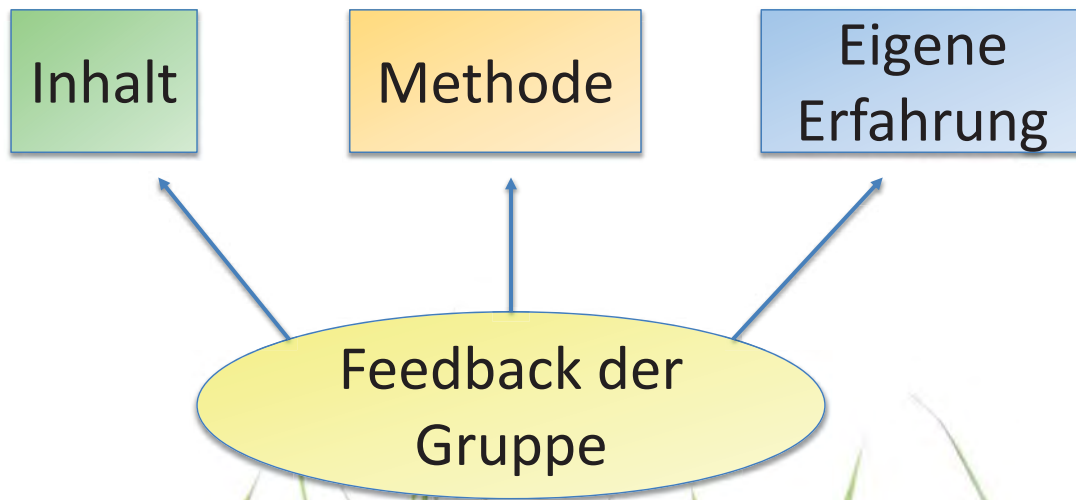 Inhalt
Methode
Eigene
Erfahrung
Feedback der
Gruppe